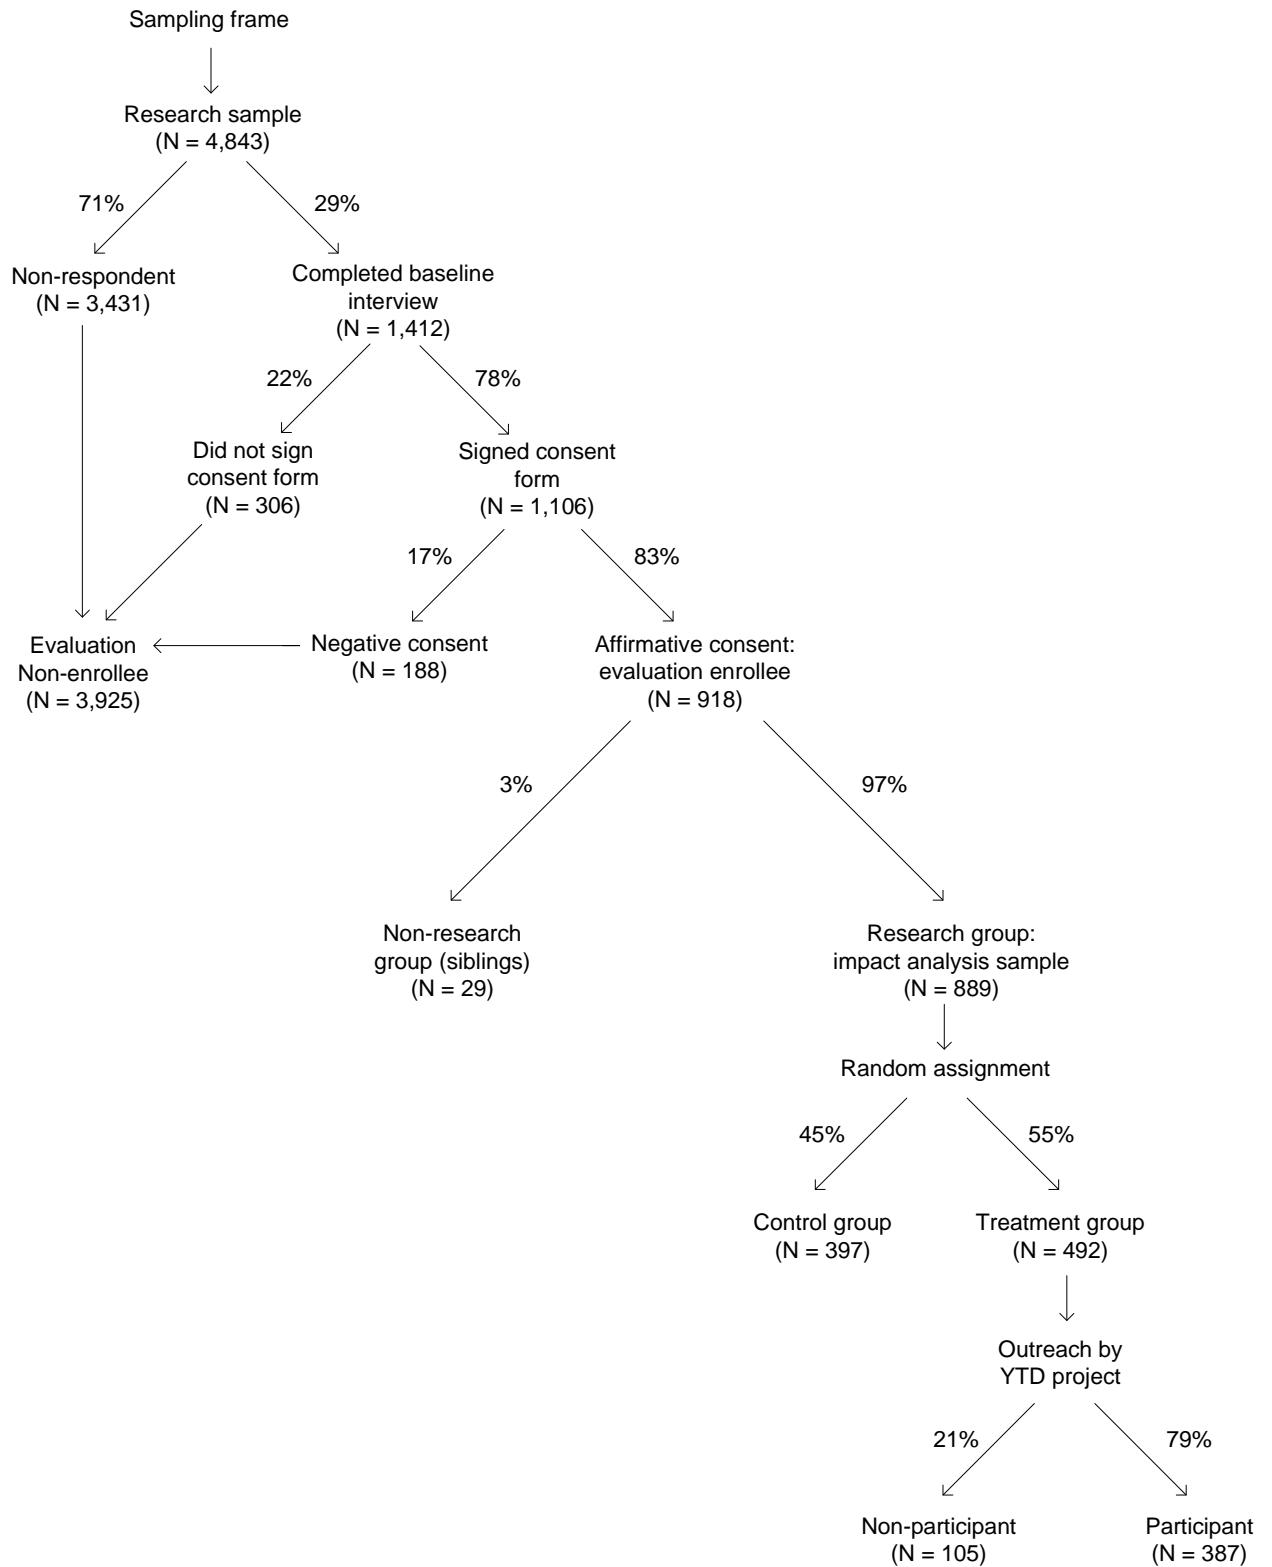 Sampling frame
Research sample
(N = 4,843)
71%
29%
Non-respondent
(N = 3,431)
Completed baseline
interview
(N = 1,412)
22%
78%
Did not sign
consent form
(N = 306)
Signed consent
form
(N = 1,106)
17%
83%
Evaluation
Non-enrollee
(N = 3,925)
Negative consent
(N = 188)
Affirmative consent:
evaluation enrollee
(N = 918)
3%
97%
Non-research
group (siblings)
(N = 29)
Research group:
impact analysis sample
(N = 889)
Random assignment
45%
55%
Control group
(N = 397)
Treatment group
(N = 492)
Outreach by
YTD project
21%
79%
Non-participant
(N = 105)
Participant
(N = 387)